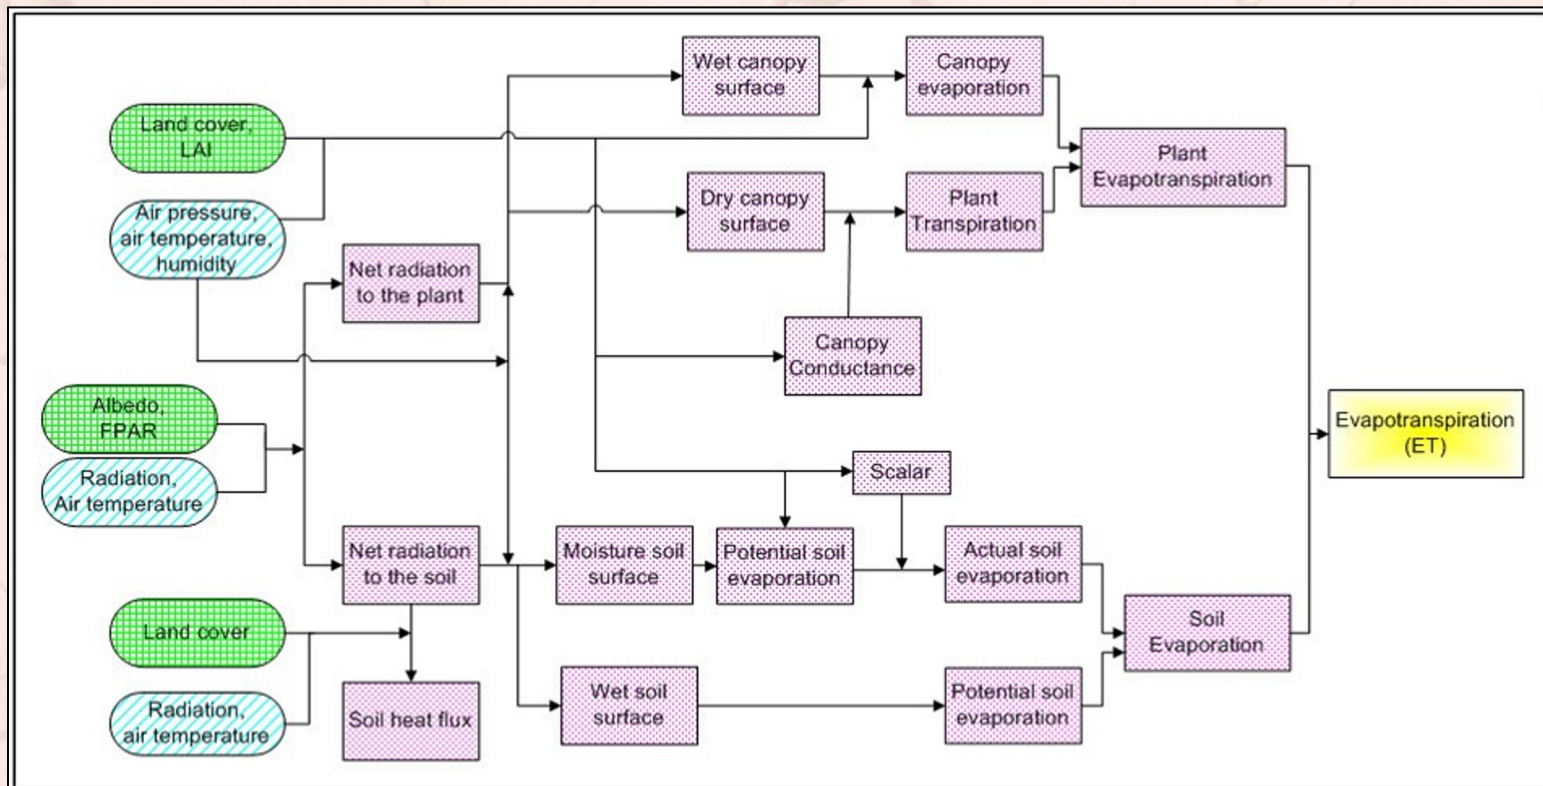 Wet canopy
surface
Canopy
evaporation
Land cover,
LAI
Plant
Evapotranspiration
Air pressure,
air temperature,
humidity
Dry canopy
surface
Plant
Transpiration
Net radiation
to the plant
Canopy
Conductance
Albedo,
FPAR
Radiation,
Air temperature
Evapotranspiration
(ET)
Scalar
Net radiation
to the soil
Moisture soil
surface
Potential soil
evaporation
Actual soil
evaporation
Land cover
Soil
Evaporation
Radiation,
air temperature
Soil heat flux
Wet soil
surface
Potential soil
evaporation